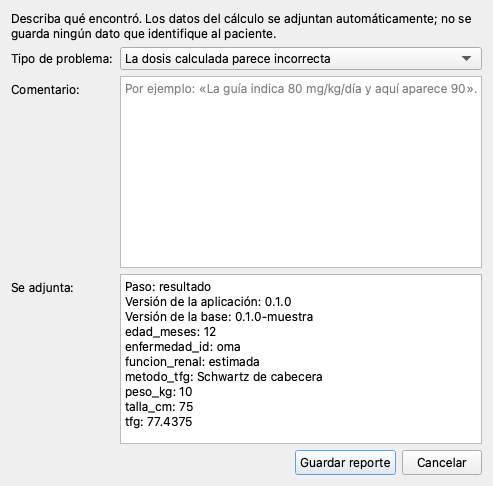 Describa qué encontró. Los datos del cálculo se adjuntan automáticamente; no se
guarda ningún dato que identifique al paciente.
Tipo de problema: La dosis calculada parece incorrecta
Comentario: Por ejemplo: «La guía indica 80 mg/kg/día y aquí aparece 90».
Se adjunta: Paso: resultado
Versión de la aplicación: 0.1.0
Versión de la base: 0.1.0-muestra
edad_meses: 12
enfermedad_id: oma
funcion_renal: estimada
metodo_tfg: Schwartz de cabecera
peso_kg: 10
talla_cm: 75
tfg: 77.4375
Guardar reporte Cancelar